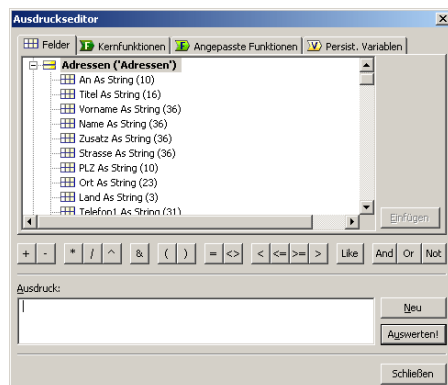 Ausdruckseditor
Felder Kernfunktionen Angepasste Funktionen Persist. Variablen
Adressen ('Adressen')
An As String (10)
Titel As String (16)
Vorname As String (36)
Name As String (36)
Zusatz As String (36)
Strasse As String (36)
PLZ As String (10)
Ort As String (23)
Land As String (3)
Telefon1 As String (31)
Einfügen
+ - * / ^ & ( ) = <> < <= >= > Like And Or Not
Ausdruck:
Neu
Auswerten!
Schließen